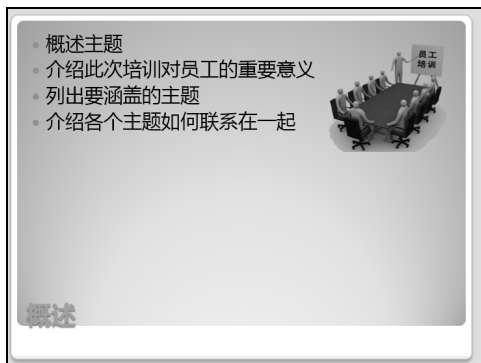 概述主题
介绍此次培训对员工的重要意义
列出要涵盖的主题
介绍各个主题如何联系在一起
员工
培训
概述